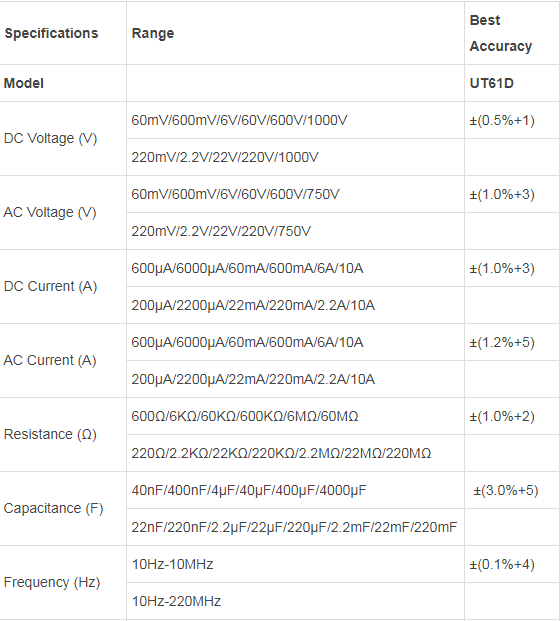 Specifications Range Best
Accuracy
Model UT61D
DC Voltage (V) 60mV/600mV/6V/60V/600V/1000V ±(0.5%+1)
220mV/2.2V/22V/220V/1000V
AC Voltage (V) 60mV/600mV/6V/60V/600V/750V ±(1.0%+3)
220mV/2.2V/22V/220V/750V
DC Current (A) 600μA/6000μA/60mA/600mA/6A/10A ±(1.0%+3)
200μA/2200μA/22mA/220mA/2.2A/10A
AC Current (A) 600μA/6000μA/60mA/600mA/6A/10A ±(1.2%+5)
200μA/2200μA/22mA/220mA/2.2A/10A
Resistance (Ω) 600Ω/6KΩ/60KΩ/600KΩ/6MΩ/60MΩ ±(1.0%+2)
220Ω/2.2KΩ/22KΩ/220KΩ/2.2MΩ/22MΩ/220MΩ
Capacitance (F) 40nF/400nF/4μF/40μF/400μF/4000μF ±(3.0%+5)
22nF/220nF/2.2μF/22μF/220μF/2.2mF/22mF/220mF
Frequency (Hz) 10Hz-10MHz ±(0.1%+4)
10Hz-220MHz